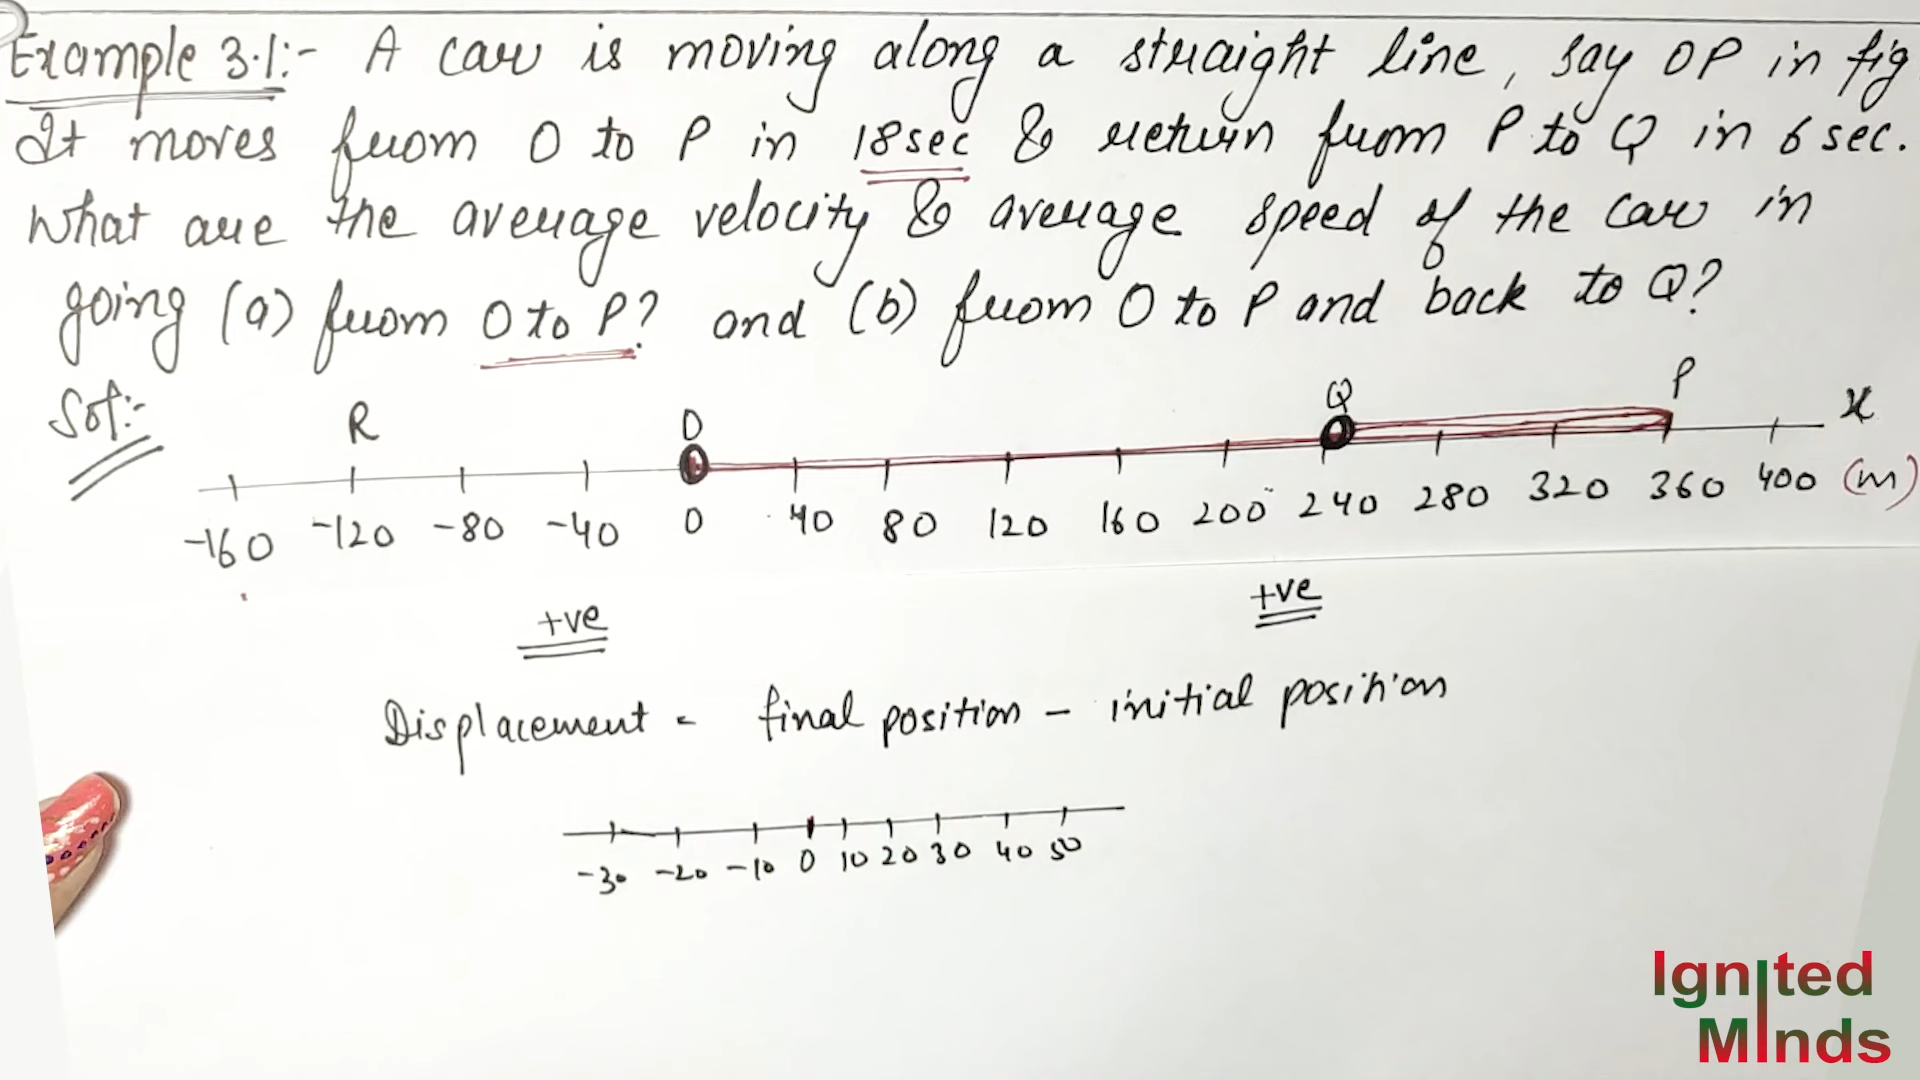 Example 3.1:- A car is moving along a straight line, say OP in fig
It moves from O to P in 18sec & return from P to Q in 6 sec.
What are the average velocity & average speed of the car in
going (a) from O to P? and (b) from O to P and back to Q?
Sol:-
R O Q P x
-160 -120 -80 -40 0 40 80 120 160 200 240 280 320 360 400 (m)
+ve +ve
Displacement = final position - initial position
-30 -20 -10 0 10 20 30 40 50
Ignited
Minds